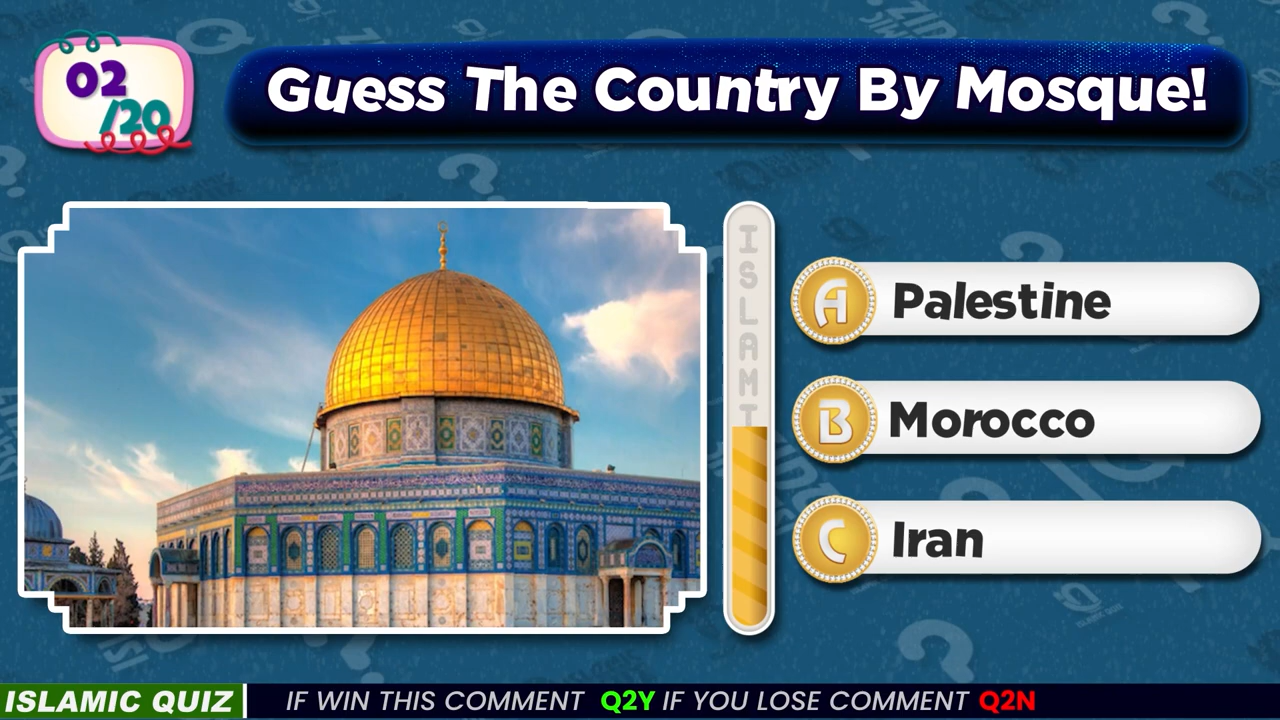 02
/20
Guess The Country By Mosque!
ISLAMI
A Palestine
B Morocco
C Iran
ISLAMIC QUIZ
IF WIN THIS COMMENT Q2Y IF YOU LOSE COMMENT Q2N